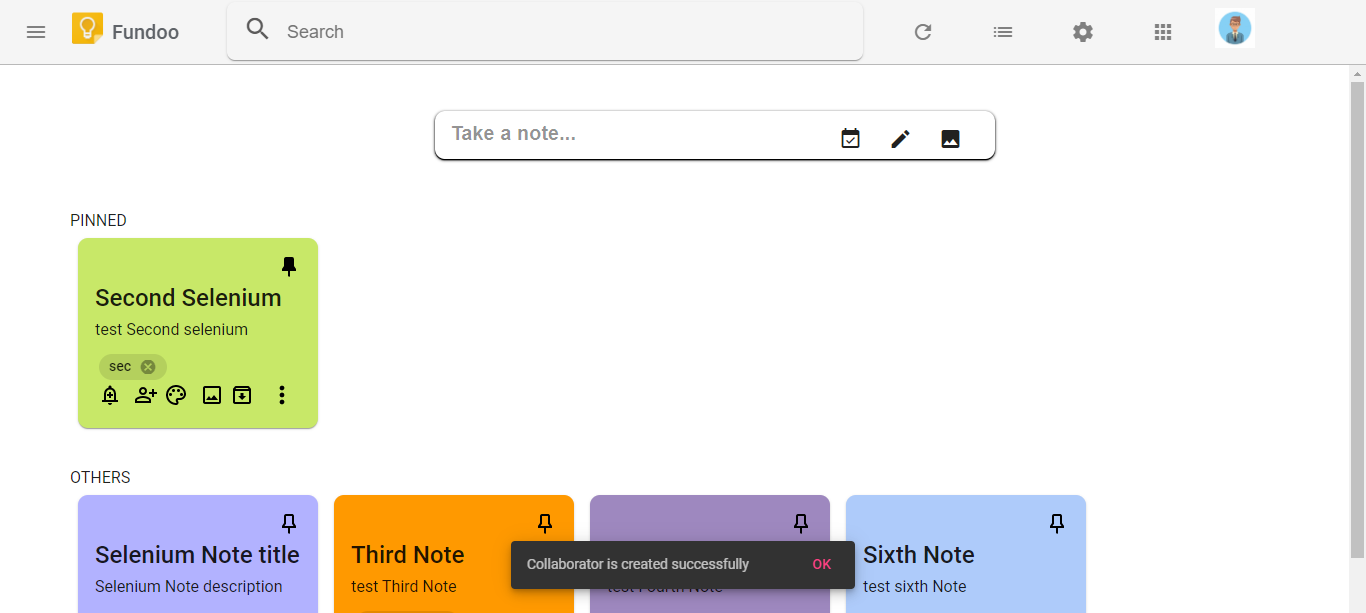 Fundoo
Search
Take a note...
PINNED
Second Selenium
test Second selenium
sec
OTHERS
Selenium Note title
Selenium Note description
Third Note
test Third Note
Collaborator is created successfully OK
test Fourth Note
Sixth Note
test sixth Note